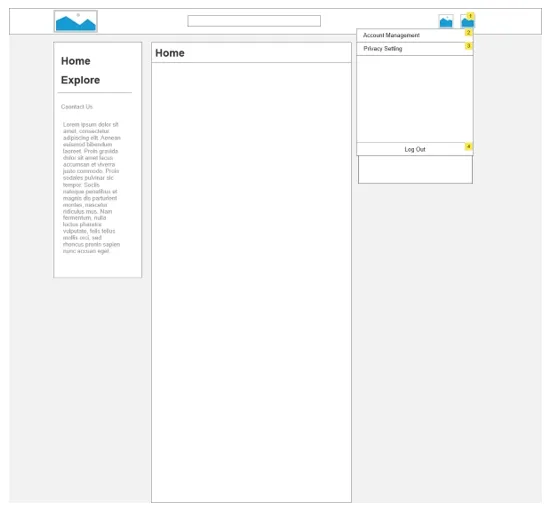 1
Account Management 2
Privacy Setting 3
Home
Explore
Home
Contact Us
Lorem ipsum dolor sit
amet, consectetur
adipiscing elit. Aenean
euismod bibendum
laoreet. Proin gravida
dolor sit amet lacus
accumsan et viverra
justo commodo. Proin
sodales pulvinar sic
tempor. Sociis
natoque penatibus et
magnis dis parturient
montes, nascetur
ridiculus mus. Nam
fermentum, nulla
luctus pharetra
vulputate, felis tellus
mollis orci, sed
rhoncus pronin sapien
nunc accuan eget.
Log Out 4